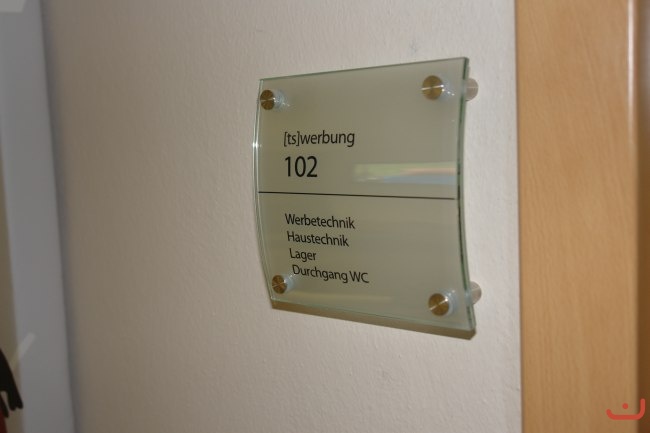 [ts]werbung
102
Werbetechnik
Haustechnik
Lager
Durchgang WC